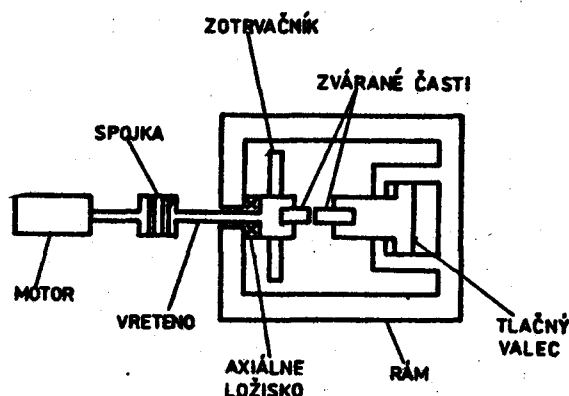 ZOTRVAČNÍK
ZVÁRANÉ ČASTI
SPOJKA
MOTOR
VRETENO
AXIÁLNE
LOŽISKO
RÁM
TLAČNÝ
VALEC